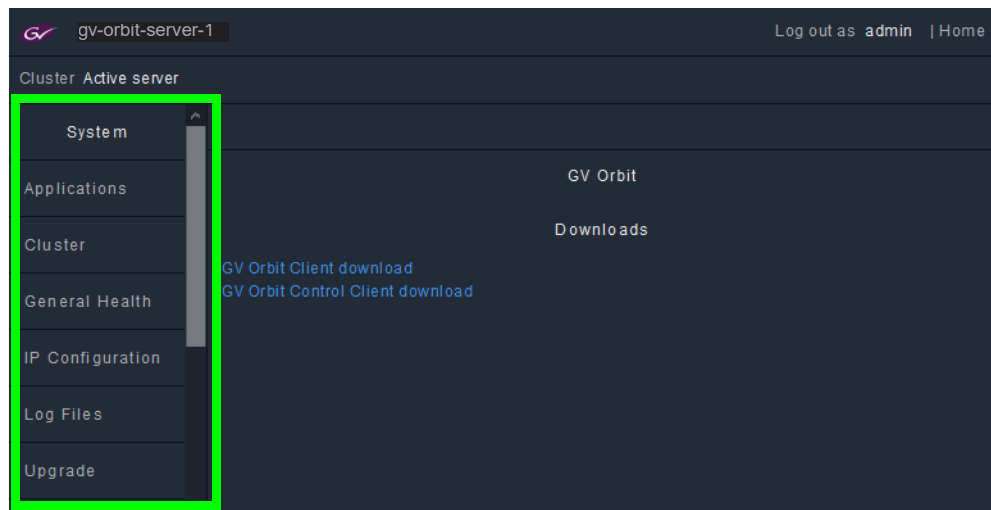 GV gv-orbit-server-1 Log out as admin | Home
Cluster Active server
System
Applications
Cluster
General Health
IP Configuration
Log Files
Upgrade
GV Orbit
Downloads
GV Orbit Client download
GV Orbit Control Client download